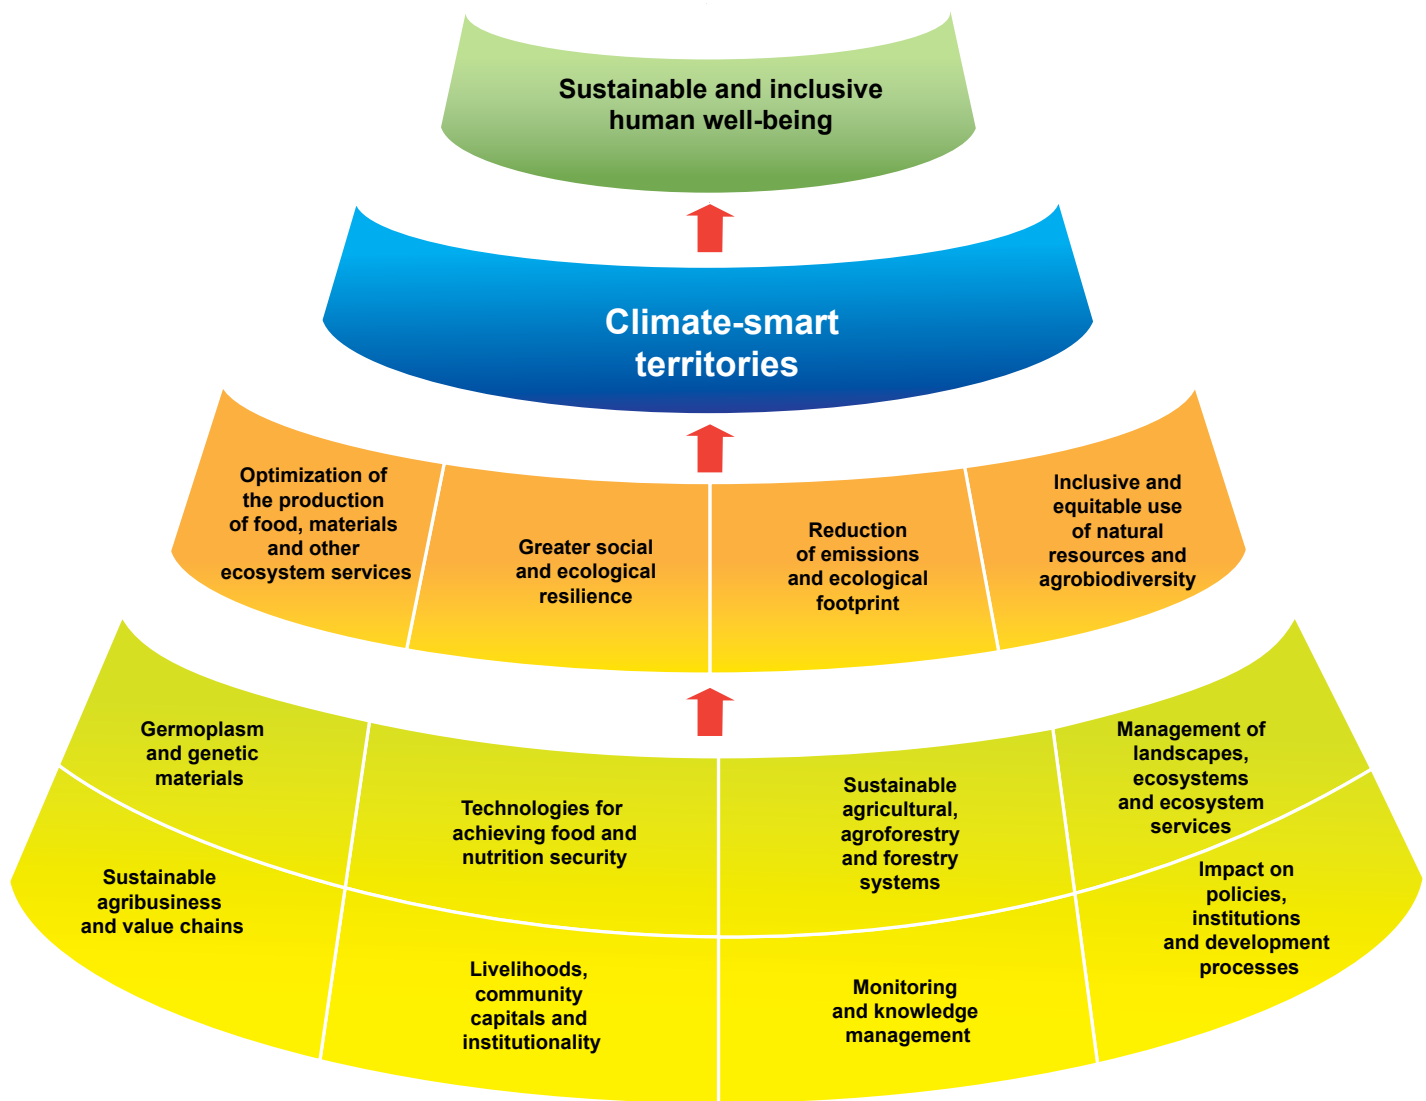 Sustainable and inclusive
human well-being
Climate-smart
territories
Optimization of
the production
of food, materials
and other
ecosystem services
Greater social
and ecological
resilience
Reduction
of emissions
and ecological
footprint
Inclusive and
equitable use
of natural
resources and
agrobiodiversity
Germoplasm
and genetic
materials
Technologies for
achieving food and
nutrition security
Sustainable
agricultural,
agroforestry
and forestry
systems
Management of
landscapes,
ecosystems
and ecosystem
services
Sustainable
agribusiness
and value chains
Livelihoods,
community
capitals and
institutionality
Monitoring
and knowledge
management
Impact on
policies,
institutions
and development
processes